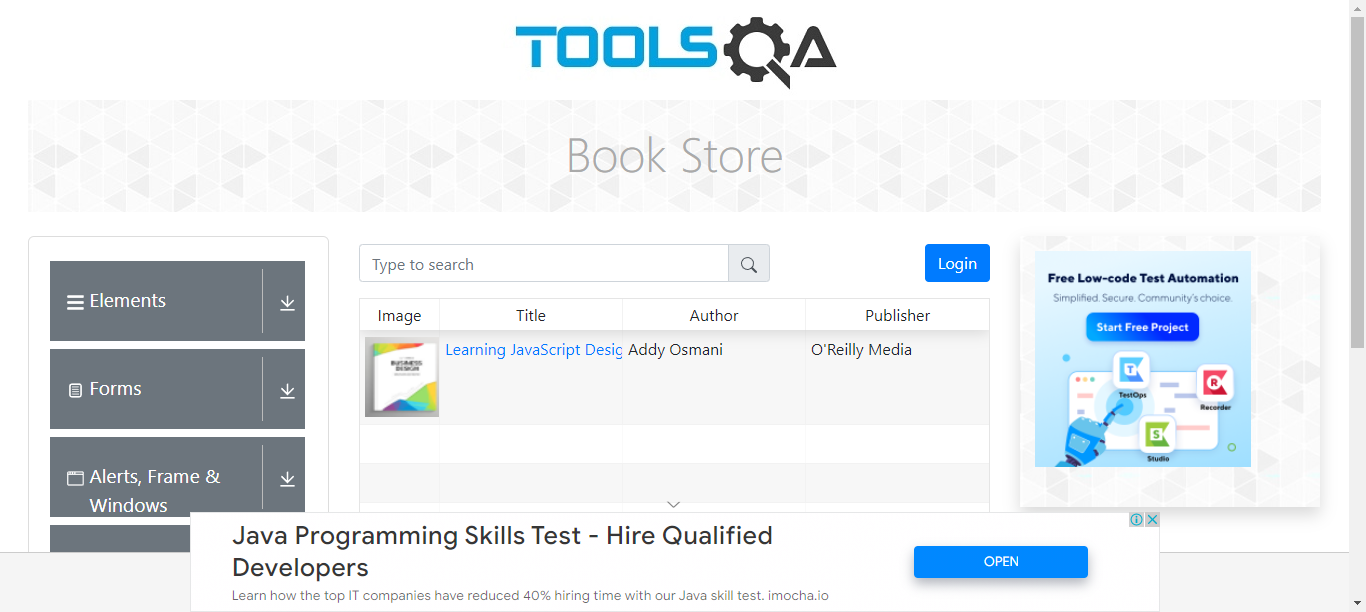 TOOLSQA
Book Store
Elements
Forms
Alerts, Frame &
Windows
Type to search
Login
Image Title Author Publisher
BUSINESS
DESIGN
Learning JavaScript Desig Addy Osmani O'Reilly Media
Free Low-code Test Automation
Simplified. Secure. Community's choice.
Start Free Project
T
TestOps
R
Recorder
S
Studio
Java Programming Skills Test - Hire Qualified
Developers
Learn how the top IT companies have reduced 40% hiring time with our Java skill test. imocha.io
OPEN